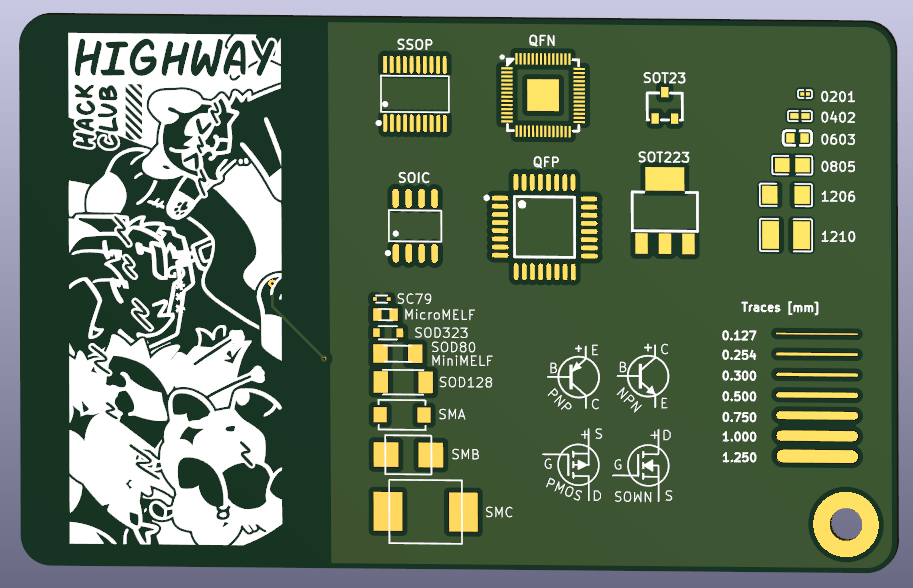 HIGHWAY
HACK
CLUB
SSOP
QFN
SOT23
0201
0402
0603
0805
1206
1210
SOIC
QFP
SOT223
SC79
MicroMELF
SOD323
SOD80
MiniMELF
SOD128
SMA
SMB
SMC
+ E
B
C
PNP
+ C
B
E
NPN
+ S
G
D
PMOS
+ D
G
S
SOWN
Traces [mm]
0.127
0.254
0.300
0.500
0.750
1.000
1.250